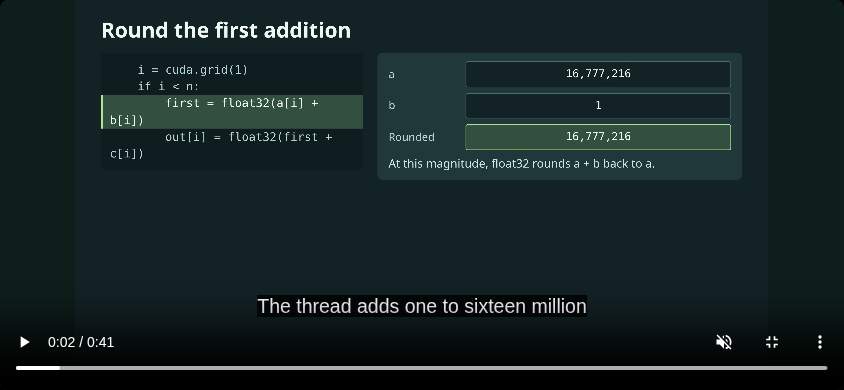 Round the first addition
i = cuda.grid(1)
if i < n:
first = float32(a[i] +
b[i])
out[i] = float32(first +
c[i])
a 16,777,216
b 1
Rounded 16,777,216
At this magnitude, float32 rounds a + b back to a.
The thread adds one to sixteen million
0:02 / 0:41